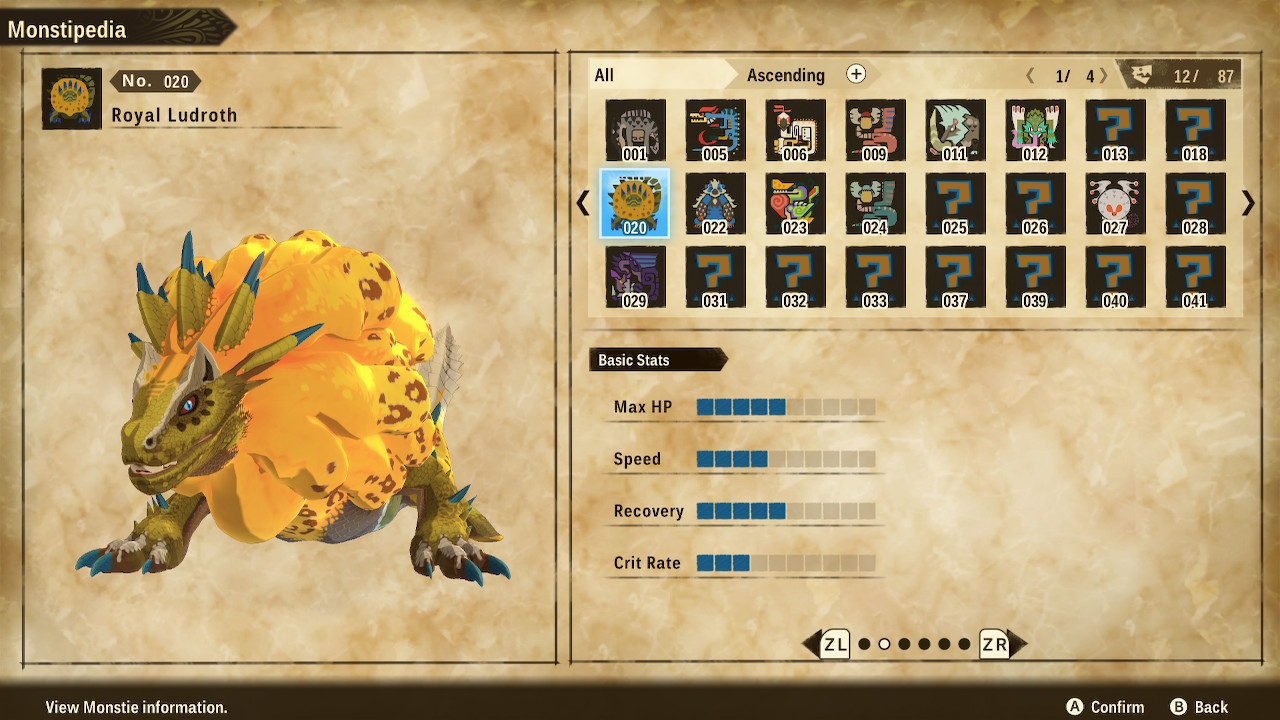 Monstipedia
No. 020
Royal Ludroth
All
Ascending
1/ 4
12/ 87
001 005 006 009 011 012 013 018
020 022 023 024 025 026 027 028
029 031 032 033 037 039 040 041
Basic Stats
Max HP
Speed
Recovery
Crit Rate
ZL ZR
View Monstie information.
A Confirm B Back